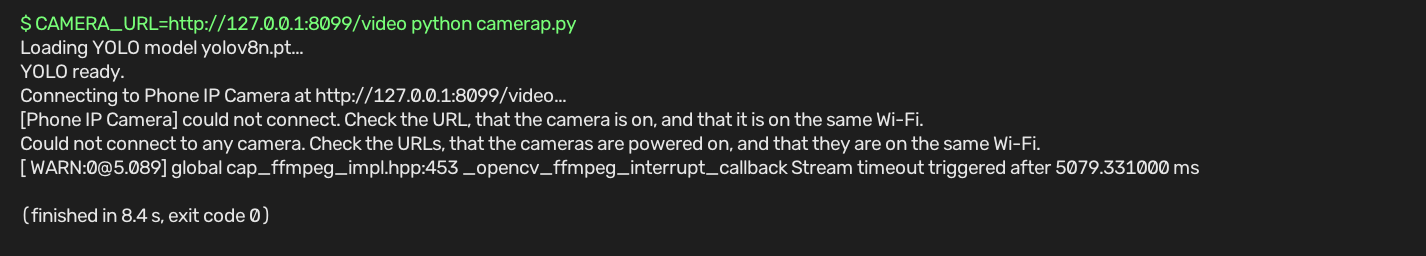 $ CAMERA_URL=http://127.0.0.1:8099/video python camerap.py
Loading YOLO model yolov8n.pt...
YOLO ready.
Connecting to Phone IP Camera at http://127.0.0.1:8099/video...
[Phone IP Camera] could not connect. Check the URL, that the camera is on, and that it is on the same Wi-Fi.
Could not connect to any camera. Check the URLs, that the cameras are powered on, and that they are on the same Wi-Fi.
[ WARN:0@5.089] global cap_ffmpeg_impl.hpp:453 _opencv_ffmpeg_interrupt_callback Stream timeout triggered after 5079.331000 ms
(finished in 8.4 s, exit code 0)